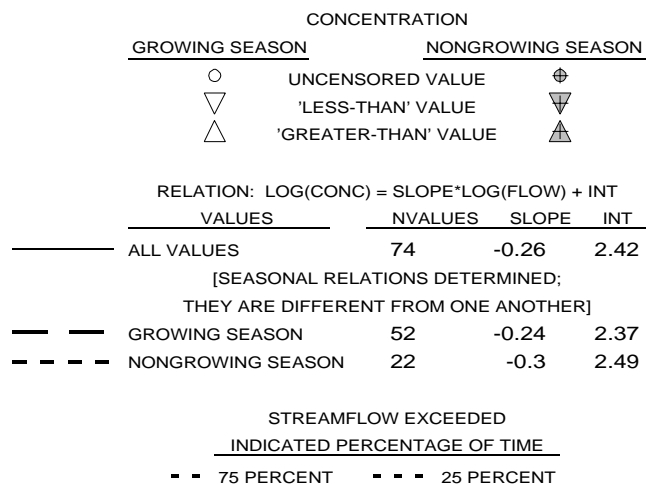 CONCENTRATION
GROWING SEASON NONGROWING SEASON
UNCENSORED VALUE
'LESS-THAN' VALUE
'GREATER-THAN' VALUE
RELATION: LOG(CONC) = SLOPE*LOG(FLOW) + INT
VALUES NVALUES SLOPE INT
ALL VALUES 74 -0.26 2.42
[SEASONAL RELATIONS DETERMINED;
THEY ARE DIFFERENT FROM ONE ANOTHER]
GROWING SEASON 52 -0.24 2.37
NONGROWING SEASON 22 -0.3 2.49
STREAMFLOW EXCEEDED
INDICATED PERCENTAGE OF TIME
75 PERCENT 25 PERCENT